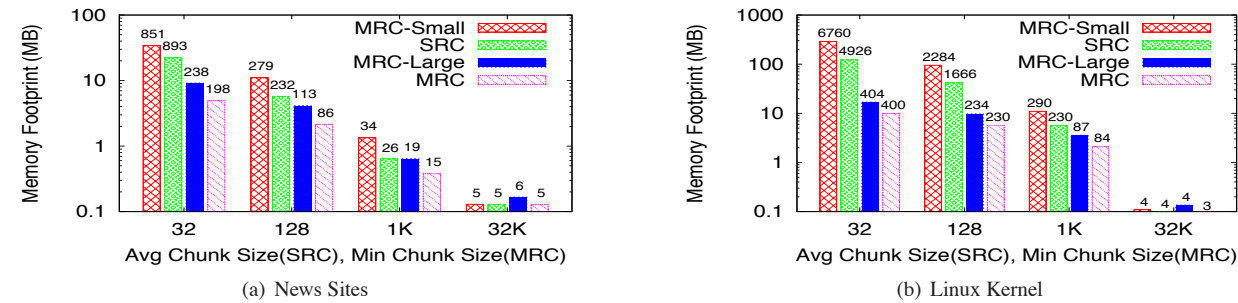 Memory Footprint (MB)
100
10
1
0.1
851
893
238
198
279
232
113
86
34
26
19
15
5
5
6
5
MRC-Small
SRC
MRC-Large
MRC
32
128
1K
32K
Avg Chunk Size(SRC), Min Chunk Size(MRC)
(a) News Sites
Memory Footprint (MB)
1000
100
10
1
0.1
6760
4926
404
400
2284
1666
234
230
290
230
87
84
4
4
4
3
MRC-Small
SRC
MRC-Large
MRC
32
128
1K
32K
Avg Chunk Size(SRC), Min Chunk Size(MRC)
(b) Linux Kernel